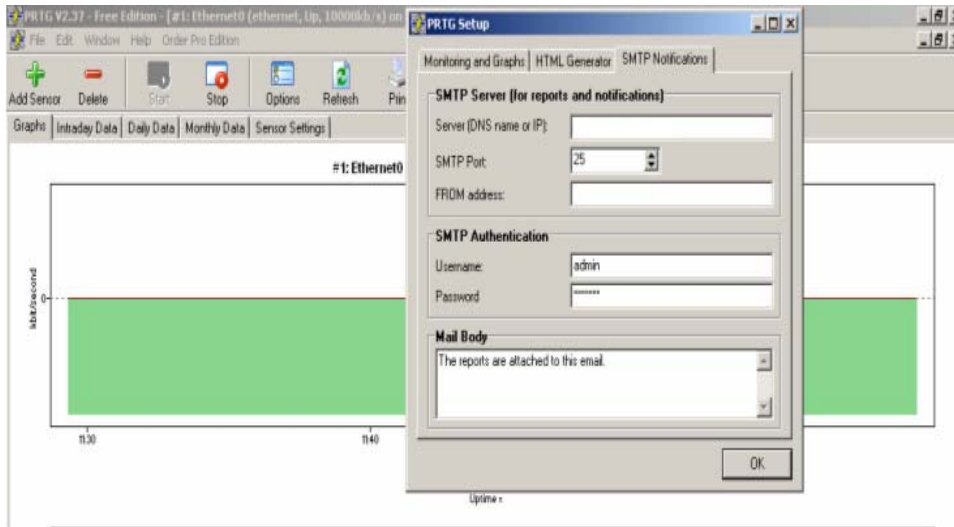 PRTG V2.37 - Free Edition - [#1: Ethernet0 (ethernet, Up, 10000kb/s) on
File Edit Window Help Order Pro Edition
Add Sensor Delete Start Stop Options Refresh Prin
Graphs Intraday Data Daily Data Monthly Data Sensor Settings
#1: Ethernet0
kbit/second
0
11:30
11:40
Uptime
PRTG Setup
Monitoring and Graphs HTML Generator SMTP Notifications
SMTP Server (for reports and notifications)
Server (DNS name or IP):
SMTP Port: 25
FROM address:
SMTP Authentication
Username: admin
Password *******
Mail Body
The reports are attached to this email.
OK